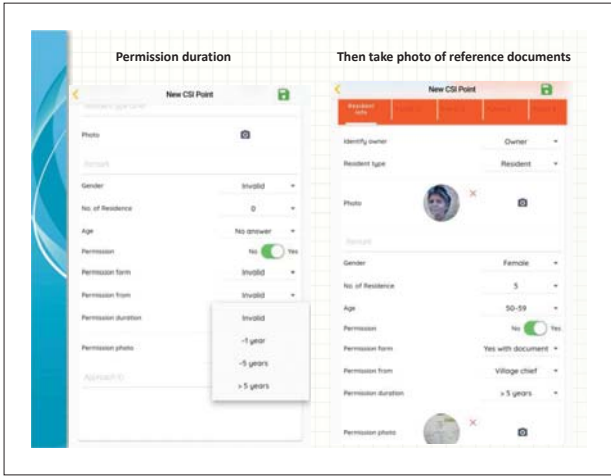 Permission duration
New CSI Point
Photo
Remark
Gender Invalid
No. of Residence 0
Age No answer
Permission No Yes
Permission form Invalid
Permission from Invalid
Permission duration
Invalid
~1 year
~5 years
> 5 years
Permission photo
Then take photo of reference documents
New CSI Point
Resident
info
Identify owner Owner
Resident type Resident
Photo
Remark
Gender Female
No. of Residence 5
Age 50-59
Permission No Yes
Permission form Yes with document
Permission from Village chief
Permission duration > 5 years
Permission photo